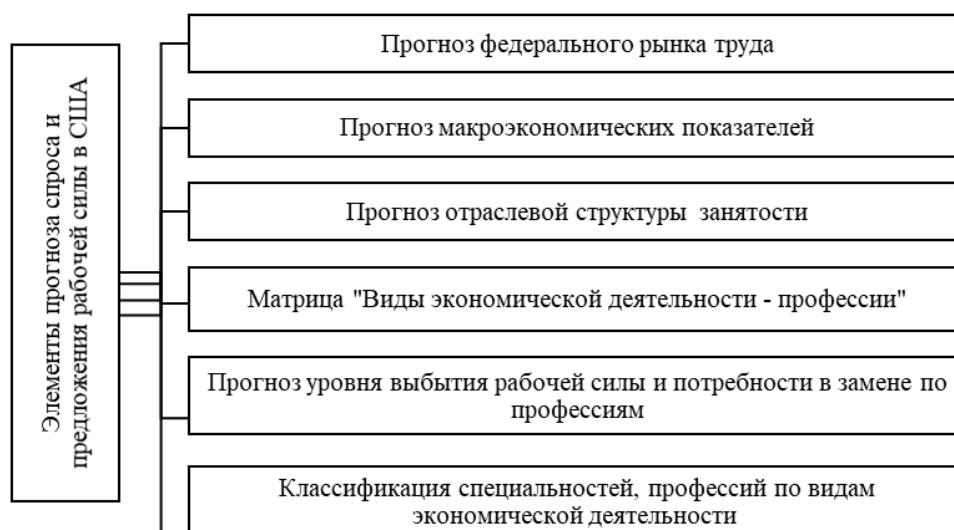 Элементы прогноза спроса и
предложения рабочей силы в США
Прогноз федерального рынка труда
Прогноз макроэкономических показателей
Прогноз отраслевой структуры занятости
Матрица "Виды экономической деятельности - профессии"
Прогноз уровня выбытия рабочей силы и потребности в замене по
профессиям
Классификация специальностей, профессий по видам
экономической деятельности